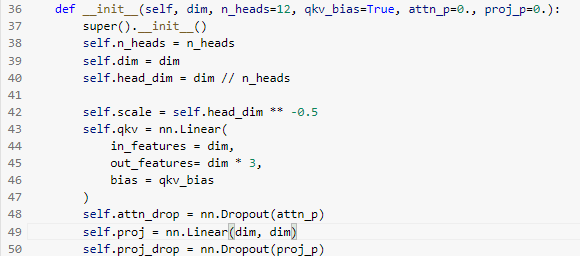 36 def __init__(self, dim, n_heads=12, qkv_bias=True, attn_p=0., proj_p=0.):
37 super().__init__()
38 self.n_heads = n_heads
39 self.dim = dim
40 self.head_dim = dim // n_heads
41
42 self.scale = self.head_dim ** -0.5
43 self.qkv = nn.Linear(
44 in_features = dim,
45 out_features= dim * 3,
46 bias = qkv_bias
47 )
48 self.attn_drop = nn.Dropout(attn_p)
49 self.proj = nn.Linear(dim, dim)
50 self.proj_drop = nn.Dropout(proj_p)